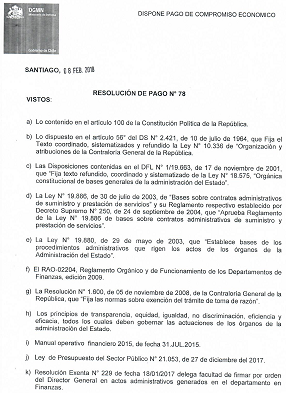 DGMN
Gobierno de Chile
DISPONE PAGO DE COMPROMISO ECONOMICO
SANTIAGO, 08 FEB. 2018
RESOLUCIÓN DE PAGO N° 78
VISTOS:
a) Lo contenido en el artículo 100 de la Constitución Política de la República.
b) Lo dispuesto en el artículo 56° del DS N° 2.421, de 10 de julio de 1964, que Fija el
Texto coordinado, sistematizados y refundido la Ley N° 10.336 de "Organización y
atribuciones de la Contraloría General de la República.
c) Las Disposiciones contenidas en el DFL N° 1/19.653, de 17 de noviembre de 2001,
que "Fija texto refundido, coordinado y sistematizado de la Ley N° 18.575, "Orgánica
constitucional de bases generales de la administración del Estado".
d) La Ley N° 19.886, de 30 de julio de 2003, de "Bases sobre contratos administrativos de
suministro y prestación de servicios" y su Reglamento respectivo establecido por
Decreto Supremo N° 250, de 24 de septiembre de 2004, que "Aprueba Reglamento
de la Ley N° 19.886 de bases sobre contratos administrativos de suministro y
prestación de servicios".
e) La Ley N° 19.880, de 29 de mayo de 2003, que "Establece bases de los
procedimientos administrativos que rigen los actos de los órganos de la
Administración del Estado".
f) El RAO-02204, Reglamento Orgánico y de Funcionamiento de los Departamentos de
Finanzas, edición 2009.
g) La Resolución N° 1.600, de 05 de noviembre de 2008, de la Contraloría General de la
República, que "Fija las normas sobre exención del trámite de toma de razón".
h) Los principios de transparencia, equidad, igualdad, no discriminación, eficiencia y
eficacia, todos los cuales deben gobernar las actuaciones de los órganos de la
administración del Estado.
i) Manual operativo financiero 2015, de fecha 31.JUL.2015.
j) Ley de Presupuesto del Sector Público N° 21.053, de 27 de diciembre de 2017.
k) Resolución Exenta N° 229 de fecha 18/01/2017 delega facultad de firmar por orden
del Director General en actos administrativos generados en el departamento en
Finanzas.